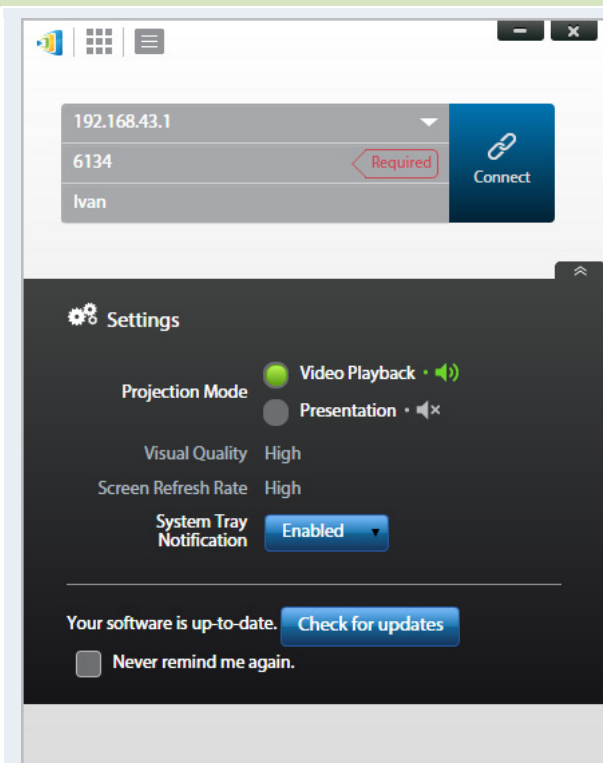 192.168.43.1
6134 Required
Ivan
Connect
Settings
Projection Mode
Video Playback
Presentation
Visual Quality High
Screen Refresh Rate High
System Tray
Notification
Enabled
Your software is up-to-date. Check for updates
Never remind me again.